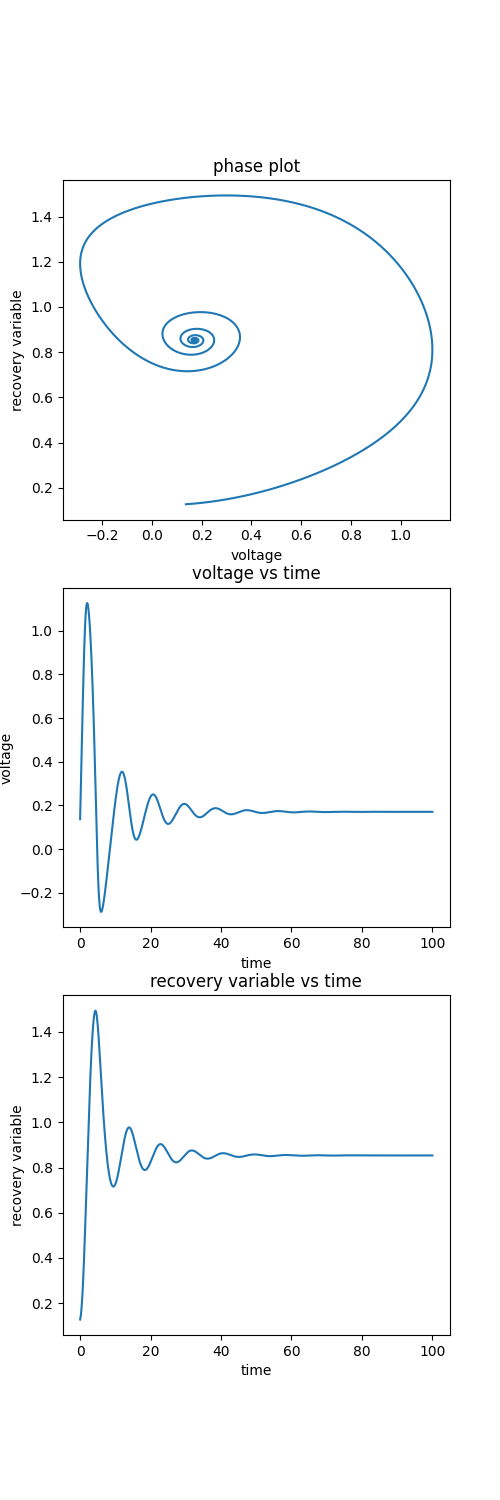 phase plot
1.4
1.2
1.0
0.8
0.6
0.4
0.2
recovery variable
−0.2 0.0 0.2 0.4 0.6 0.8 1.0
voltage
voltage vs time
1.0
0.8
0.6
0.4
0.2
0.0
−0.2
voltage
0 20 40 60 80 100
time
recovery variable vs time
1.4
1.2
1.0
0.8
0.6
0.4
0.2
recovery variable
0 20 40 60 80 100
time